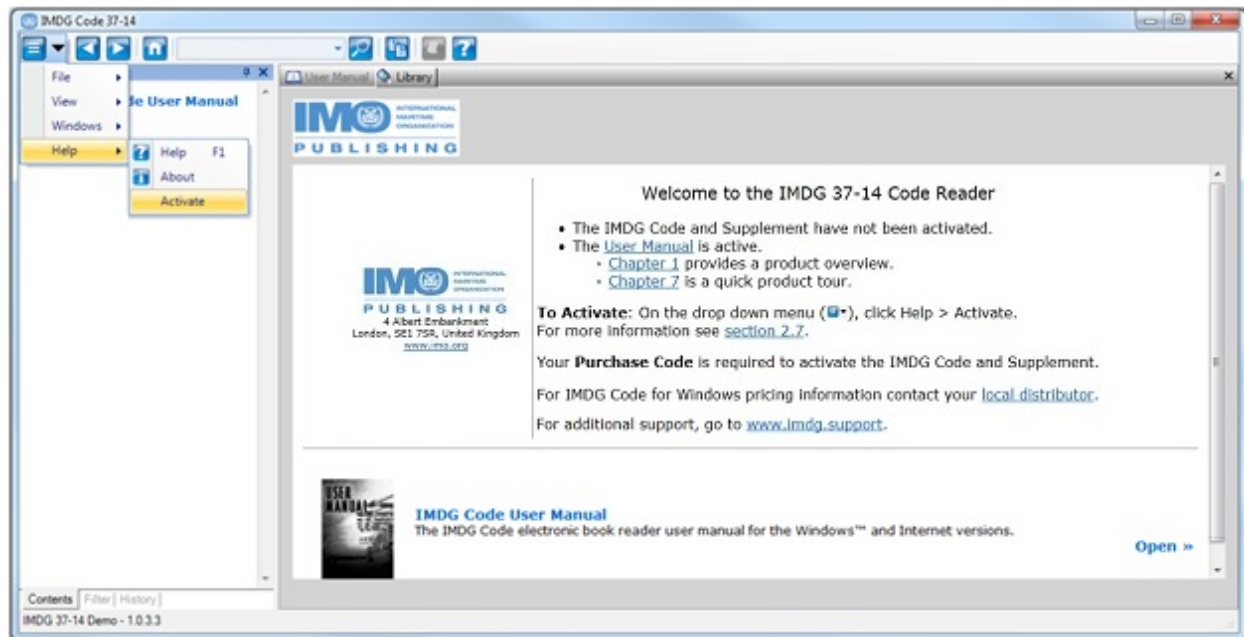 IMDG Code 37-14
File
View
Windows
Help
de User Manual
Help F1
About
Activate
User Manual
Library
IMO INTERNATIONAL MARITIME ORGANIZATION
PUBLISHING
IMO INTERNATIONAL MARITIME ORGANIZATION
PUBLISHING
4 Albert Embankment
London, SE1 7SR, United Kingdom
www.imo.org
Welcome to the IMDG 37-14 Code Reader
• The IMDG Code and Supplement have not been activated.
• The User Manual is active.
◦ Chapter 1 provides a product overview.
◦ Chapter 7 is a quick product tour.
To Activate: On the drop down menu ( ), click Help > Activate.
For more information see section 2.7.
Your Purchase Code is required to activate the IMDG Code and Supplement.
For IMDG Code for Windows pricing information contact your local distributor.
For additional support, go to www.imdg.support.
USER
MANUAL
IMDG Code User Manual
The IMDG Code electronic book reader user manual for the Windows™ and Internet versions.
Open »
Contents Filter History
IMDG 37-14 Demo - 1.0.3.3